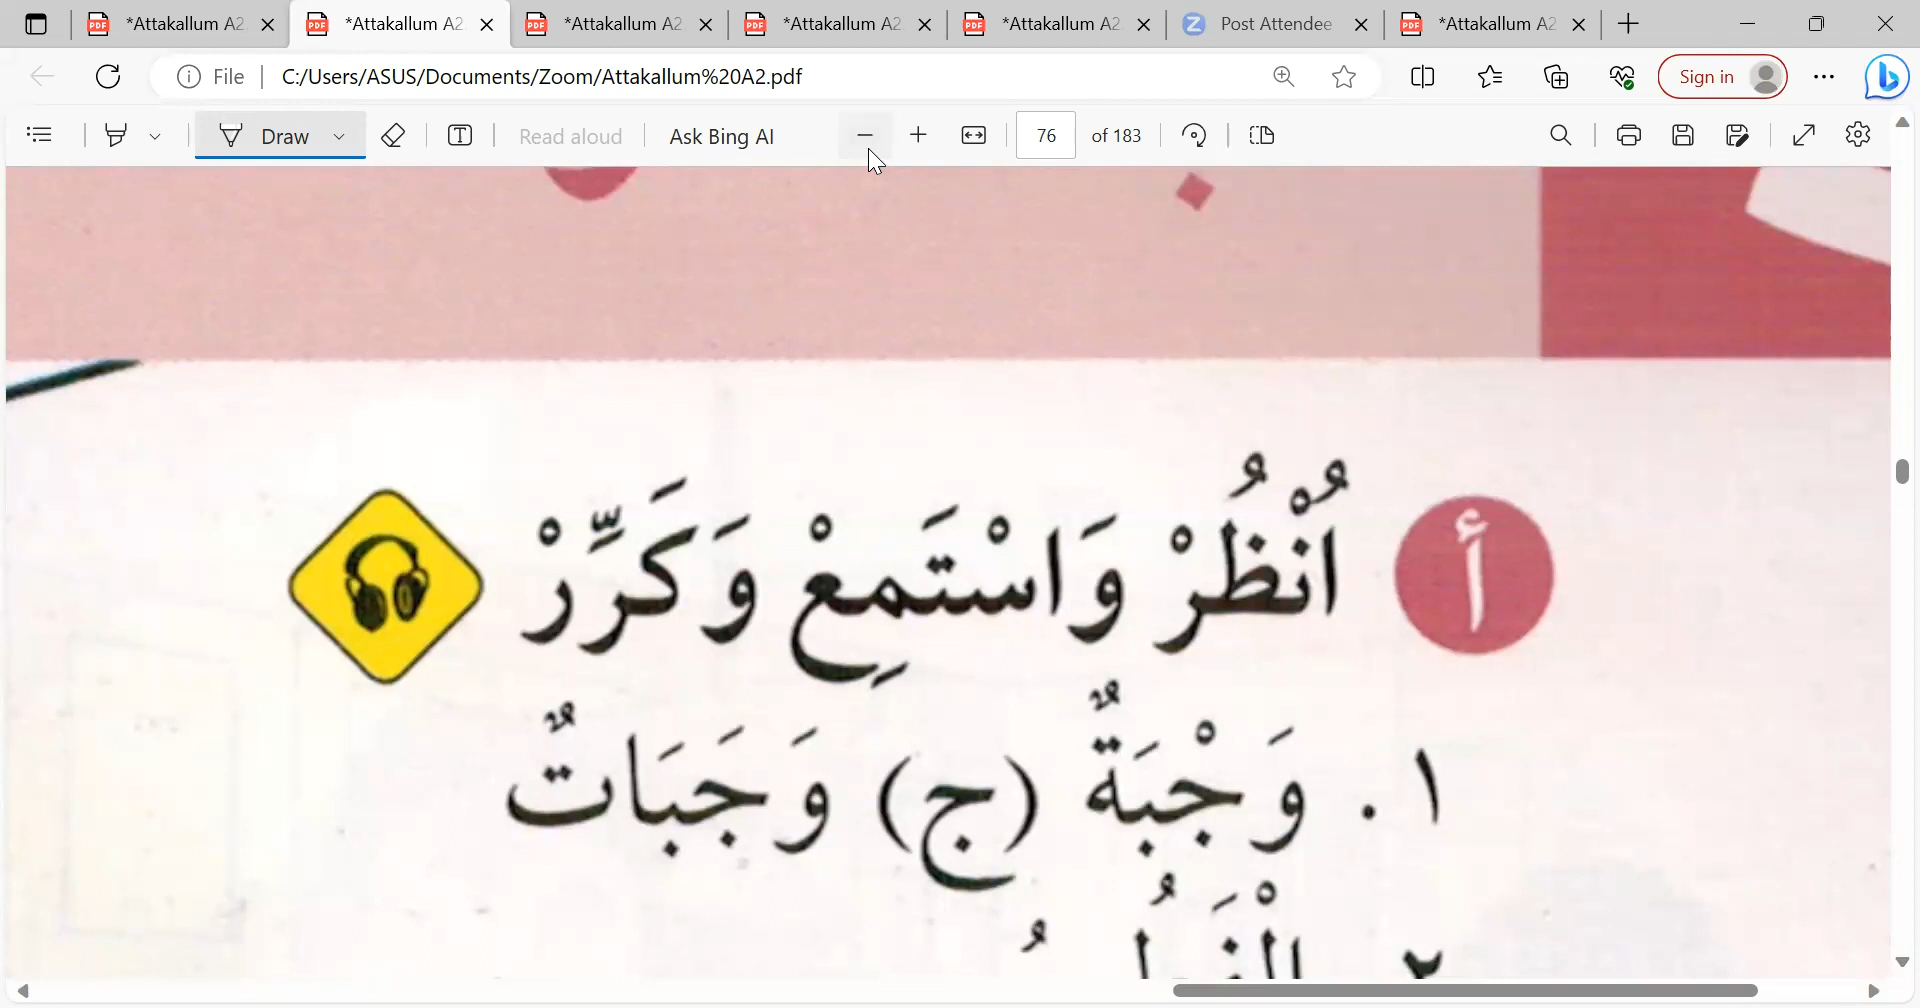 *Attakallum A2
*Attakallum A2
*Attakallum A2
*Attakallum A2
*Attakallum A2
Post Attendee
*Attakallum A2
File
C:/Users/ASUS/Documents/Zoom/Attakallum%20A2.pdf
Sign in
Draw
Read aloud
Ask Bing AI
76
of 183
أ
اُنْظُرْ وَاسْتَمِعْ وَكَرِّرْ
١. وَجْبَةٌ (ج) وَجَبَاتٌ